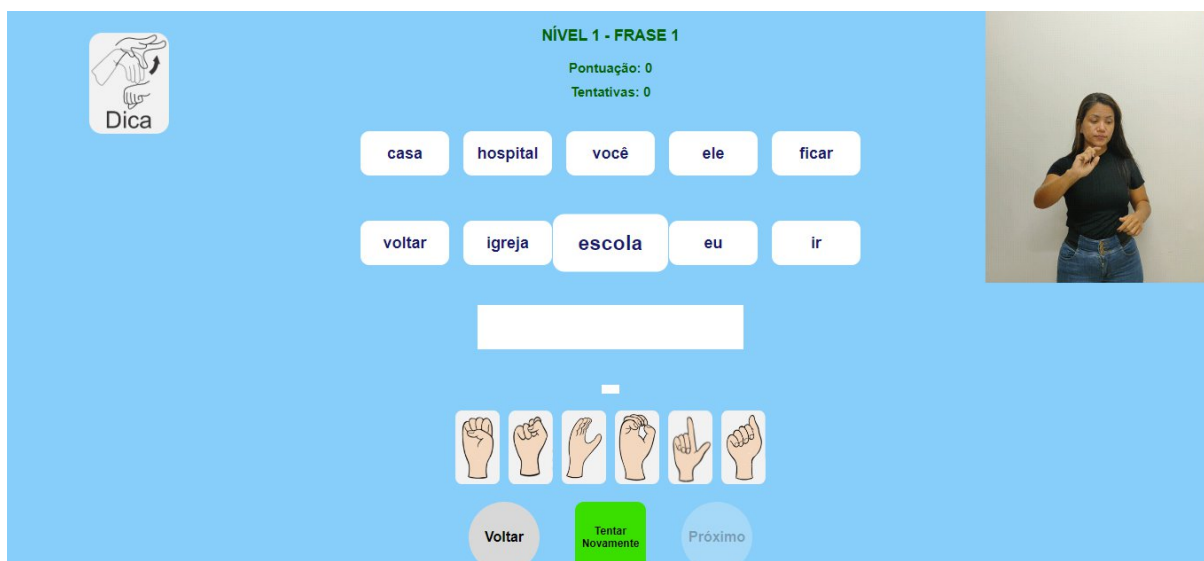 Dica
NÍVEL 1 - FRASE 1
Pontuação: 0
Tentativas: 0
casa hospital você ele ficar
voltar igreja escola eu ir
Voltar
Tentar
Novamente
Próximo